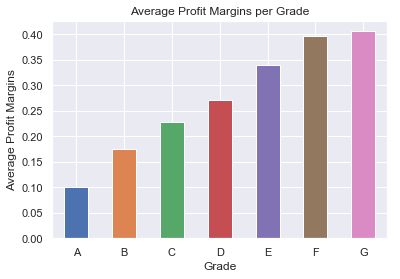 Average Profit Margins per Grade
Average Profit Margins
0.40
0.35
0.30
0.25
0.20
0.15
0.10
0.05
0.00
A B C D E F G
Grade